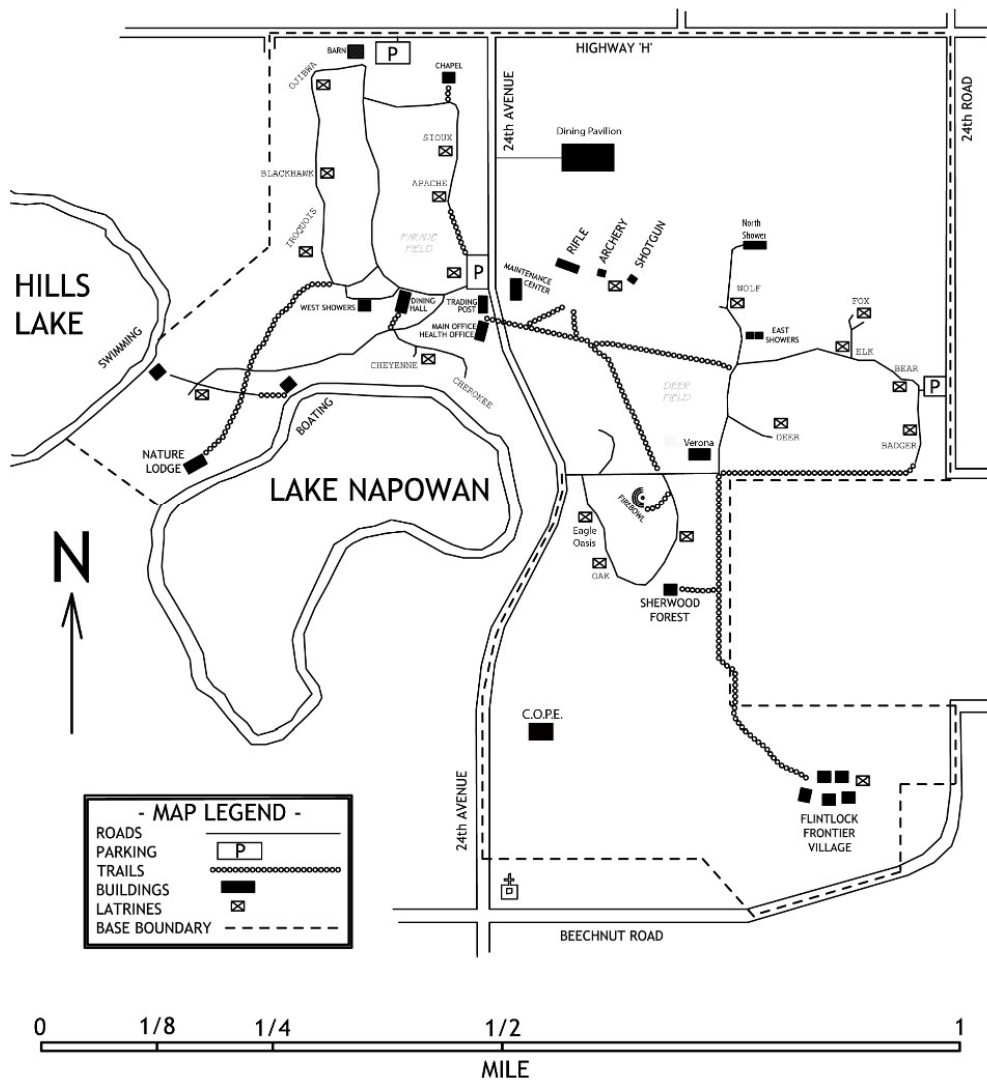 HIGHWAY 'H'
BARN
P
CHAPEL
OJIBWA
24TH AVENUE
24th ROAD
Dining Pavilion
SIOUX
BLACKHAWK
APACHE
IROQUOIS
PARADE
FIELD
RIFLE
ARCHERY
SHOTGUN
North
Shower
P
MAINTENANCE
CENTER
HILLS
LAKE
SWIMMING
WEST SHOWERS
DINING
HALL
TRADING
POST
MAIN OFFICE
HEALTH OFFICE
WOLF
FOX
EAST
SHOWERS
ELK
CHEYENNE
CHEROKEE
BEAR
P
BOATING
DEER
FIELD
DEER
BADGER
NATURE
LODGE
Verona
LAKE NAPOWAN
FIREBOWL
Eagle
Oasis
OAK
N
SHERWOOD
FOREST
C.O.P.E.
24th AVENUE
FLINTLOCK
FRONTIER
VILLAGE
- MAP LEGEND -
ROADS
PARKING P
TRAILS
BUILDINGS
LATRINES
BASE BOUNDARY
BEECHNUT ROAD
0 1/8 1/4 1/2 1
MILE